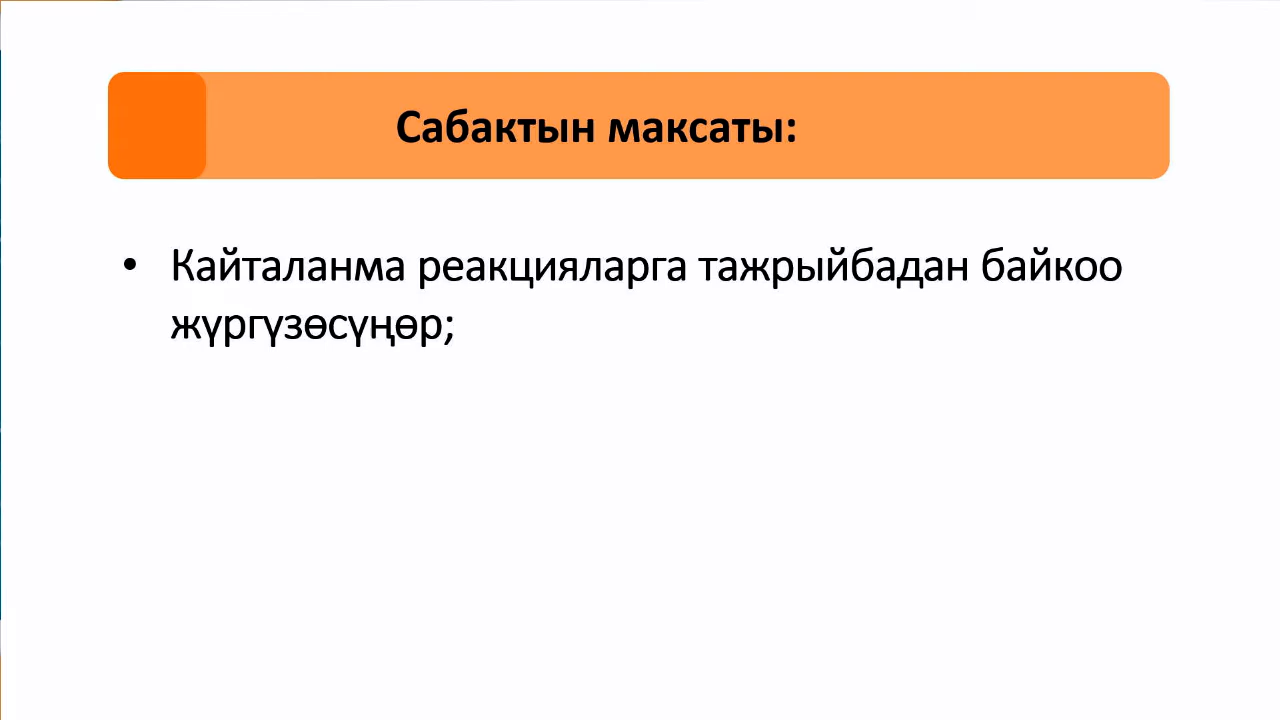 Сабактын максаты:
• Кайталанма реакцияларга тажрыйбадан байкоо
жүргүзөсүңөр;